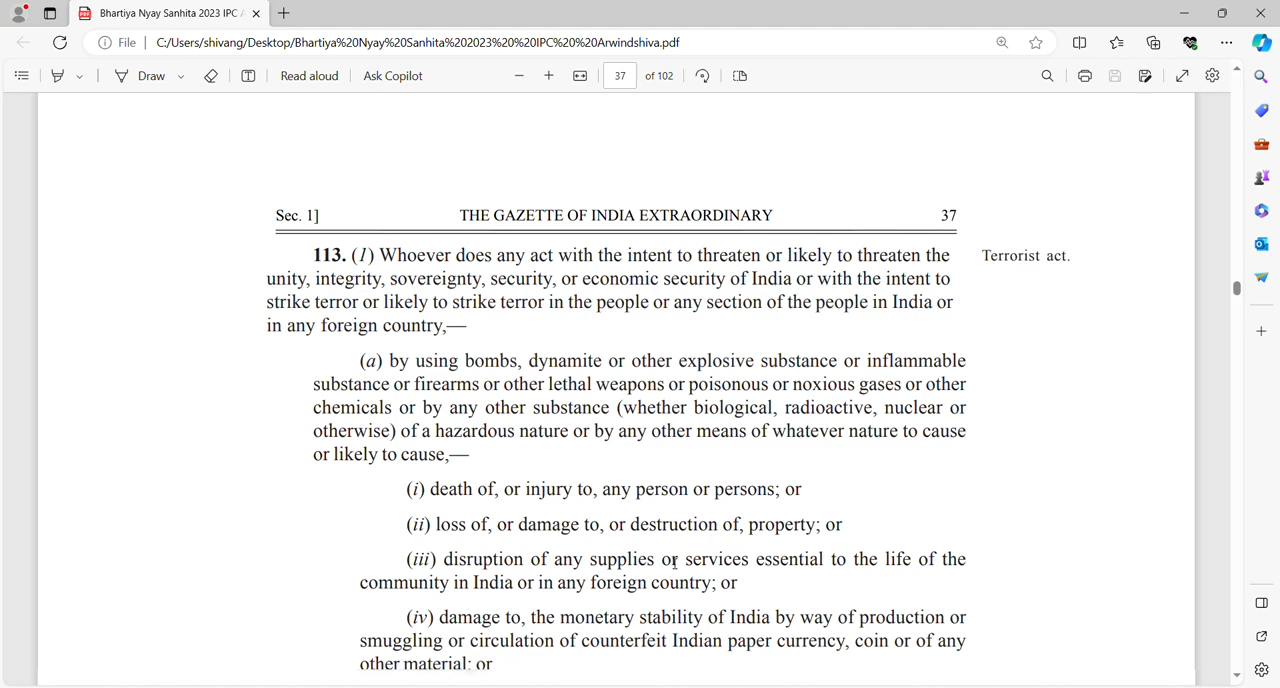 Bhartiya Nyay Sanhita 2023 IPC A
File
C:/Users/shivang/Desktop/Bhartiya%20Nyay%20Sanhita%202023%20%20IPC%20%20Arwindshiva.pdf
Draw
Read aloud
Ask Copilot
37 of 102
Sec. 1] THE GAZETTE OF INDIA EXTRAORDINARY 37
113. (1) Whoever does any act with the intent to threaten or likely to threaten the
Terrorist act.
unity, integrity, sovereignty, security, or economic security of India or with the intent to
strike terror or likely to strike terror in the people or any section of the people in India or
in any foreign country,—
(a) by using bombs, dynamite or other explosive substance or inflammable
substance or firearms or other lethal weapons or poisonous or noxious gases or other
chemicals or by any other substance (whether biological, radioactive, nuclear or
otherwise) of a hazardous nature or by any other means of whatever nature to cause
or likely to cause,—
(i) death of, or injury to, any person or persons; or
(ii) loss of, or damage to, or destruction of, property; or
(iii) disruption of any supplies or services essential to the life of the
community in India or in any foreign country; or
(iv) damage to, the monetary stability of India by way of production or
smuggling or circulation of counterfeit Indian paper currency, coin or of any
other material; or